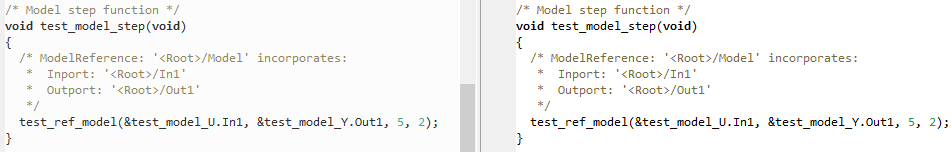 /* Model step function */
void test_model_step(void)
{
/* ModelReference: '<Root>/Model' incorporates:
*  Inport: '<Root>/In1'
*  Outport: '<Root>/Out1'
*/
test_ref_model(&test_model_U.In1, &test_model_Y.Out1, 5, 2);
}
/* Model step function */
void test_model_step(void)
{
/* ModelReference: '<Root>/Model' incorporates:
*  Inport: '<Root>/In1'
*  Outport: '<Root>/Out1'
*/
test_ref_model(&test_model_U.In1, &test_model_Y.Out1, 5, 2);
}